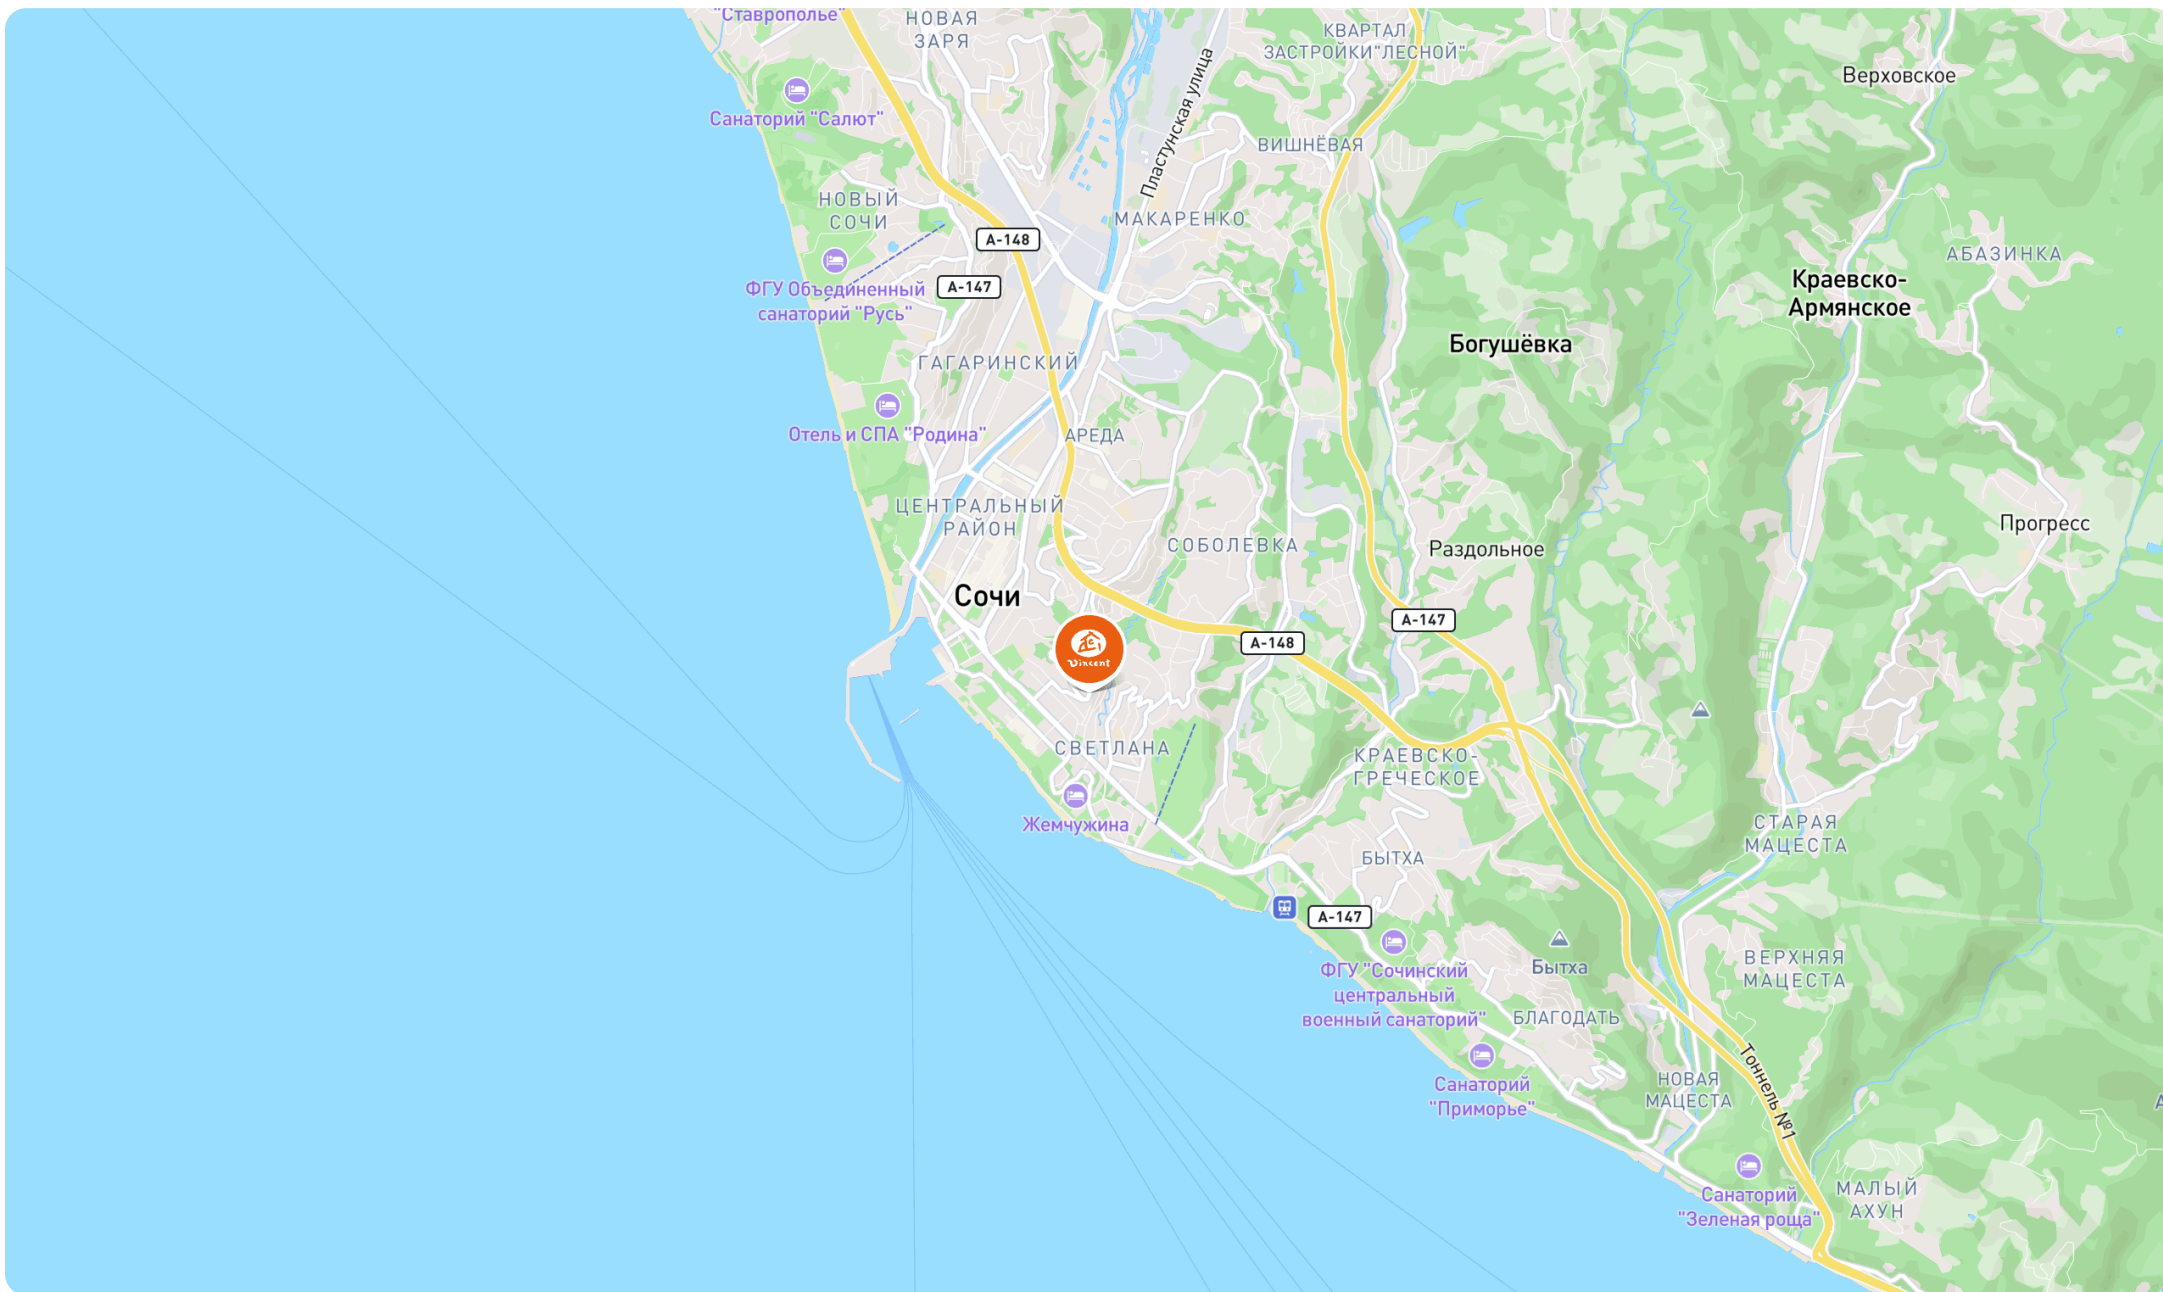 "Ставрополье"
НОВАЯ
ЗАРЯ
КВАРТАЛ
ЗАСТРОЙКИ"ЛЕСНОЙ"
Верховское
Санаторий "Салют"
Пластунская улица
ВИШНЁВАЯ
НОВЫЙ
СОЧИ
МАКАРЕНКО
А-148
АБАЗИНКА
ФГУ Объединенный
санаторий "Русь"
А-147
Краевско-
Армянское
Богушёвка
ГАГАРИНСКИЙ
Отель и СПА "Родина"
АРЕДА
ЦЕНТРАЛЬНЫЙ
РАЙОН
Прогресс
СОБОЛЕВКА
Раздольное
Сочи
Vincent
А-148
А-147
СВЕТЛАНА
КРАЕВСКО-
ГРЕЧЕСКОЕ
Жемчужина
СТАРАЯ
МАЦЕСТА
БЫТХА
А-147
ФГУ "Сочинский
центральный
военный санаторий"
Бытха
ВЕРХНЯЯ
МАЦЕСТА
БЛАГОДАТЬ
Санаторий
"Приморье"
НОВАЯ
МАЦЕСТА
Тоннель №1
Санаторий
"Зеленая роща"
МАЛЫЙ
АХУН